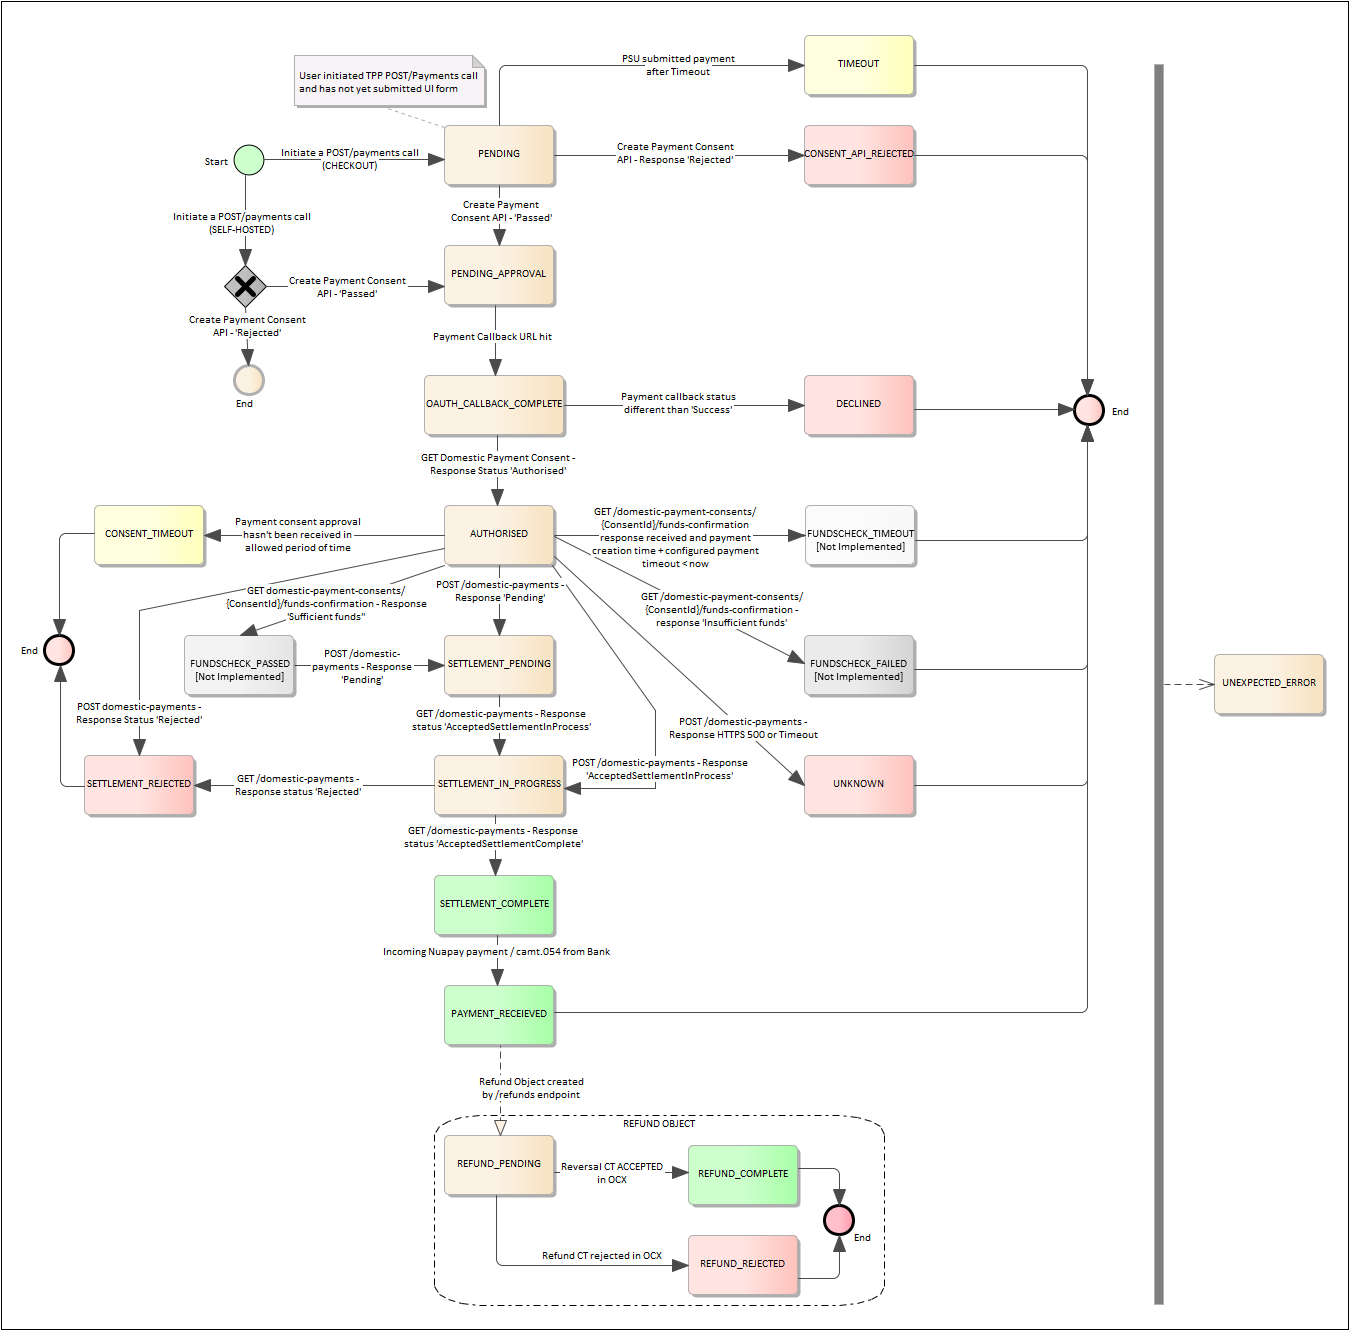 PSU submitted payment
after Timeout
TIMEOUT
User initiated TPP POST/Payments call
and has not yet submitted UI form
Start
Initiate a POST/payments call
(CHECKOUT)
PENDING
Create Payment Consent
API - Response 'Rejected'
CONSENT_API_REJECTED
Initiate a POST/payments call
(SELF-HOSTED)
Create Payment
Consent API - 'Passed'
Create Payment Consent
API - 'Passed'
PENDING_APPROVAL
Create Payment Consent
API - 'Rejected'
End
Payment Callback URL hit
OAUTH_CALLBACK_COMPLETE
Payment callback status
different than 'Success'
DECLINED
End
GET Domestic Payment Consent -
Response Status 'Authorised'
CONSENT_TIMEOUT
Payment consent approval
hasn't been received in
allowed period of time
AUTHORISED
GET /domestic-payment-consents/
{ConsentId}/funds-confirmation
response received and payment
creation time + configured payment
timeout < now
FUNDSCHECK_TIMEOUT
[Not Implemented]
GET domestic-payment-consents/
{ConsentId}/funds-confirmation - Response
'Sufficient funds"
POST /domestic-payments -
Response 'Pending'
GET /domestic-payment-consents/
{ConsentId}/funds-confirmation -
response 'Insufficient funds'
End
FUNDSCHECK_PASSED
[Not Implemented]
POST /domestic-
payments - Response
'Pending'
SETTLEMENT_PENDING
FUNDSCHECK_FAILED
[Not Implemented]
UNEXPECTED_ERROR
POST domestic-payments -
Response Status 'Rejected'
GET /domestic-payments - Response
status 'AcceptedSettlementInProcess'
POST /domestic-payments -
Response HTTPS 500 or Timeout
POST /domestic-payments - Response
'AcceptedSettlementInProcess'
SETTLEMENT_REJECTED
GET /domestic-payments -
Response status 'Rejected'
SETTLEMENT_IN_PROGRESS
UNKNOWN
GET /domestic-payments - Response
status 'AcceptedSettlementComplete'
SETTLEMENT_COMPLETE
Incoming Nuapay payment / camt.054 from Bank
PAYMENT_RECEIEVED
Refund Object created
by /refunds endpoint
REFUND OBJECT
REFUND_PENDING
Reversal CT ACCEPTED
in OCX
REFUND_COMPLETE
End
Refund CT rejected in OCX
REFUND_REJECTED